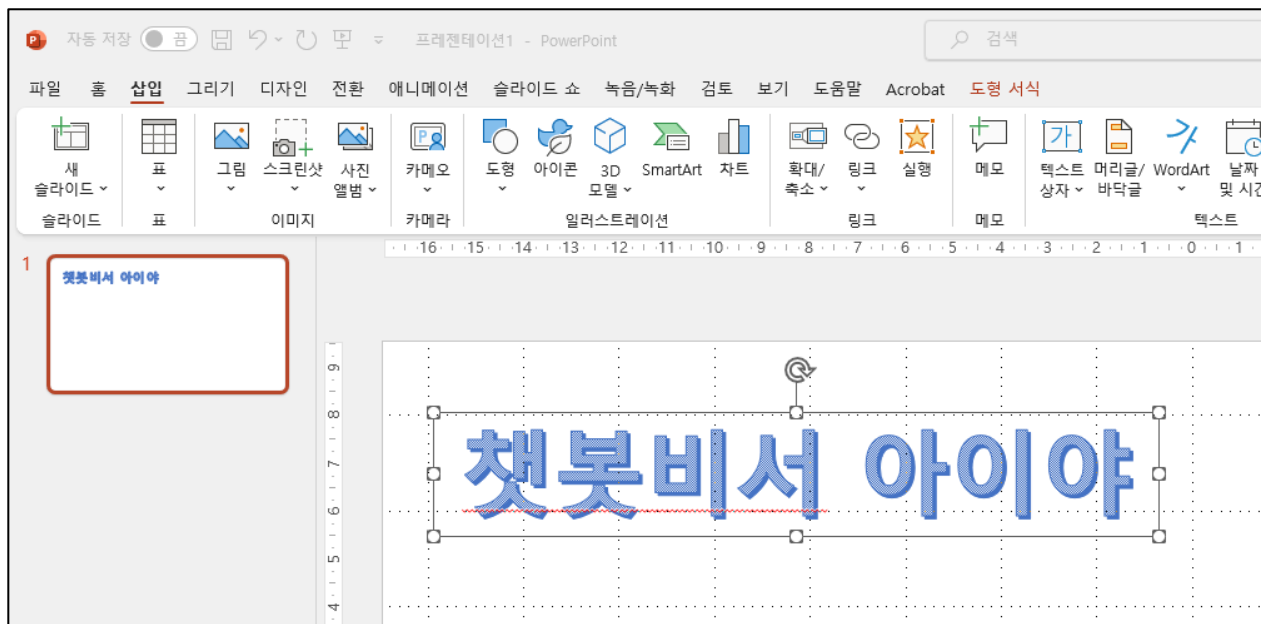 자동 저장 끔 프레젠테이션1 - PowerPoint 검색
파일 홈 삽입 그리기 디자인 전환 애니메이션 슬라이드 쇼 녹음/녹화 검토 보기 도움말 Acrobat 도형 서식
새 슬라이드
표
그림
스크린샷
사진 앨범
카메오
도형
아이콘
3D 모델
SmartArt
차트
확대/축소
링크
실행
메모
텍스트 상자
머리글/바닥글
WordArt
날짜 및 시간
슬라이드 표 이미지 카메라 일러스트레이션 링크 메모 텍스트
16 15 14 13 12 11 10 9 8 7 6 5 4 3 2 1 0 1
1
챗봇비서 아이야
9
8
7
6
5
4
챗봇비서 아이야